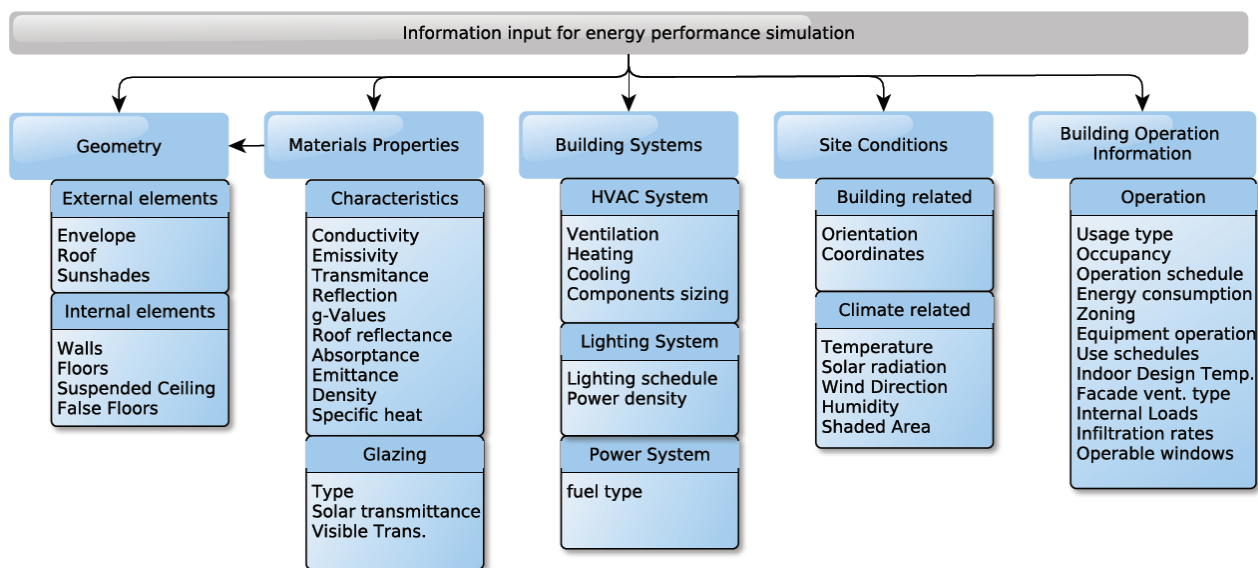 Information input for energy performance simulation
Geometry
External elements
Envelope
Roof
Sunshades
Internal elements
Walls
Floors
Suspended Ceiling
False Floors
Materials Properties
Characteristics
Conductivity
Emissivity
Transmitance
Reflection
g-Values
Roof reflectance
Absorptance
Emittance
Density
Specific heat
Glazing
Type
Solar transmittance
Visible Trans.
Building Systems
HVAC System
Ventilation
Heating
Cooling
Components sizing
Lighting System
Lighting schedule
Power density
Power System
fuel type
Site Conditions
Building related
Orientation
Coordinates
Climate related
Temperature
Solar radiation
Wind Direction
Humidity
Shaded Area
Building Operation
Information
Operation
Usage type
Occupancy
Operation schedule
Energy consumption
Zoning
Equipment operation
Use schedules
Indoor Design Temp.
Facade vent. type
Internal Loads
Infiltration rates
Operable windows